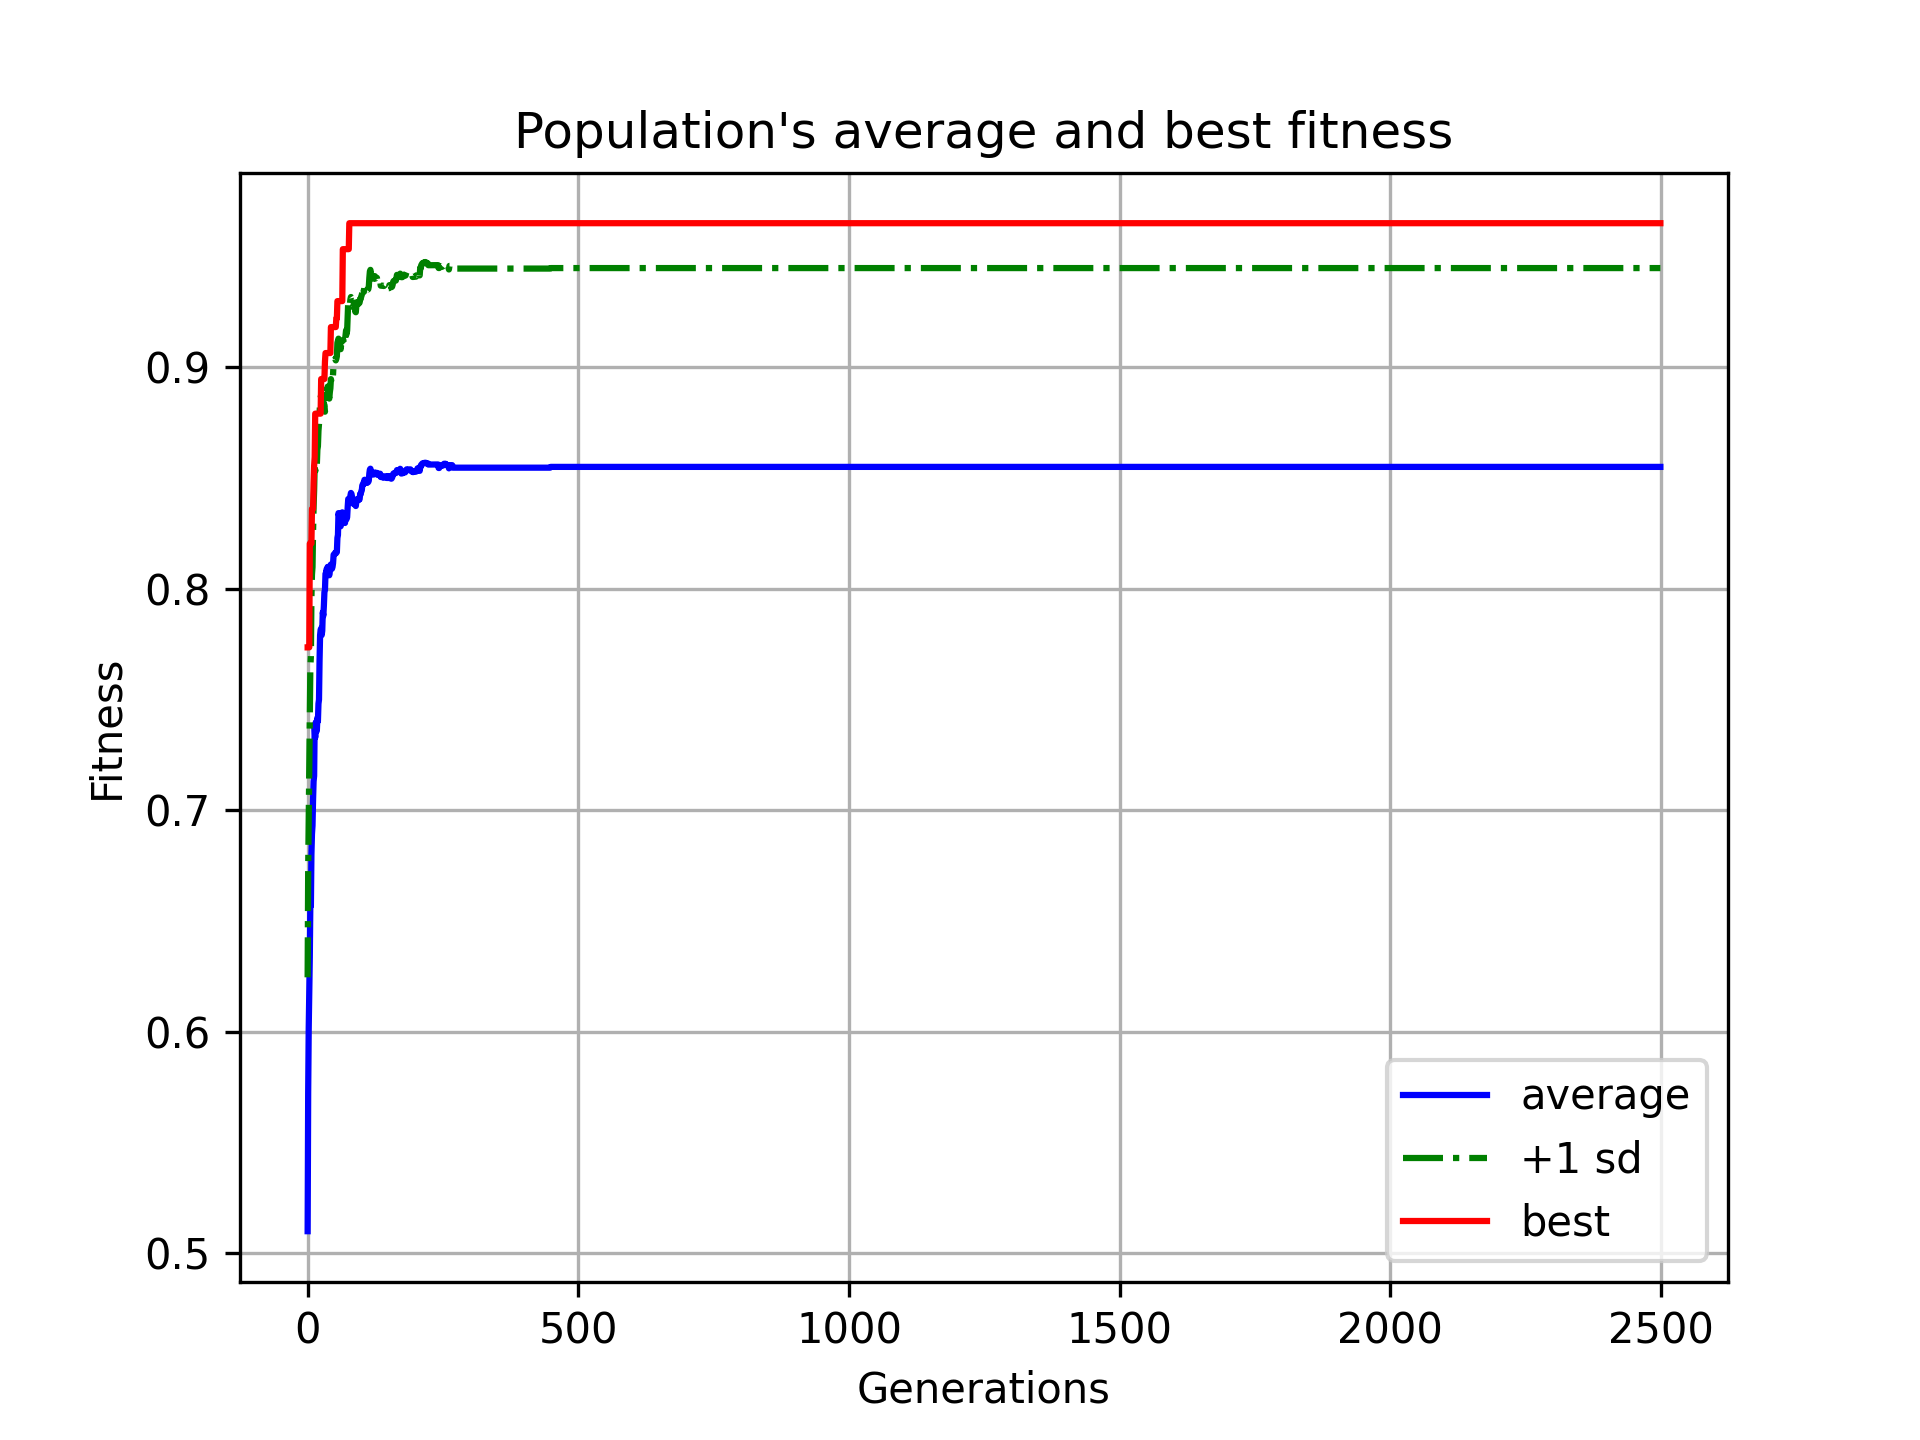 Population's average and best fitness
Fitness
0.9
0.8
0.7
0.6
0.5
0 500 1000 1500 2000 2500
Generations
average
+1 sd
best